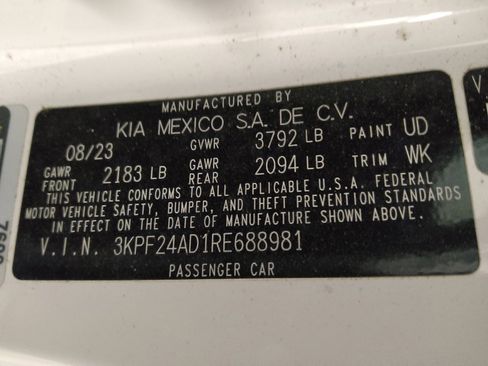 MANUFACTURED BY
KIA MEXICO S.A. DE C.V.
08/23 GVWR 3792 LB PAINT UD
GAWR FRONT 2183 LB GAWR REAR 2094 LB TRIM WK
THIS VEHICLE CONFORMS TO ALL APPLICABLE U.S.A. FEDERAL
MOTOR VEHICLE SAFETY, BUMPER, AND THEFT PREVENTION STANDARDS
IN EFFECT ON THE DATE OF MANUFACTURE SHOWN ABOVE.
V.I.N. 3KPF24AD1RE688981
PASSENGER CAR